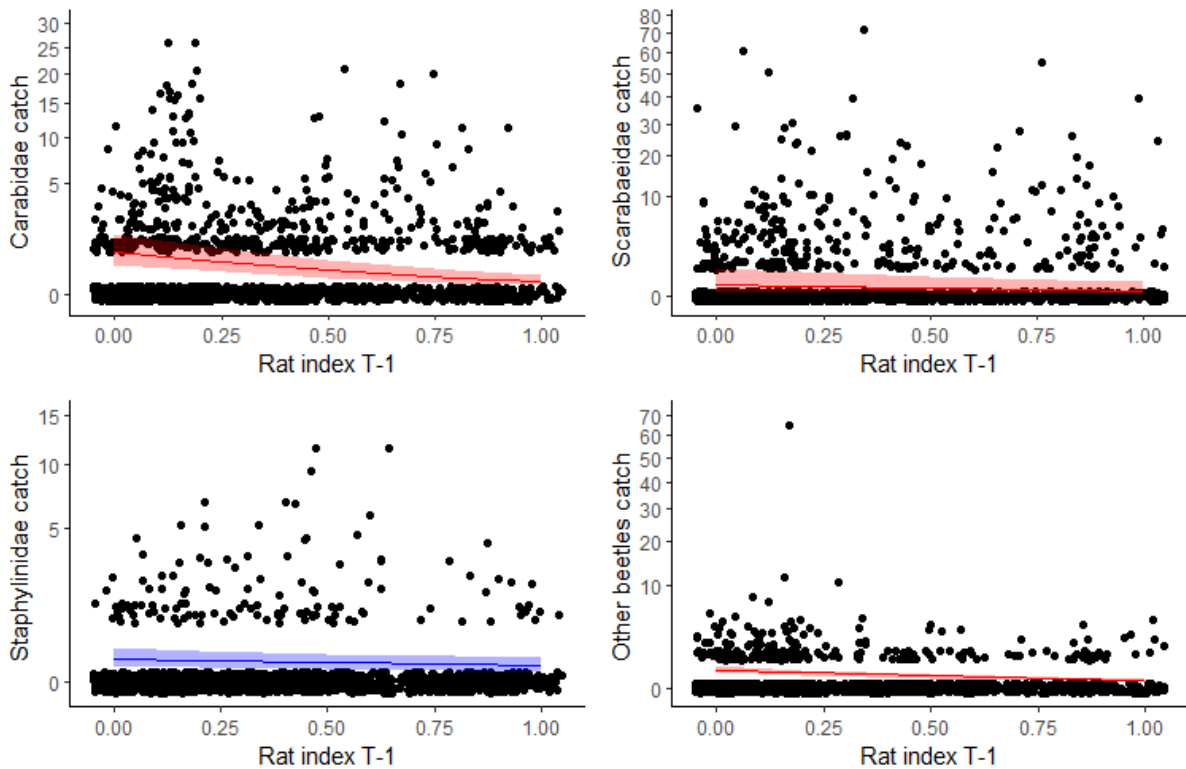 Carabidae catch
30
25
20
15
10
5
0
0.00 0.25 0.50 0.75 1.00
Rat index T-1
Scarabaeidae catch
80
70
60
50
40
30
20
10
0
0.00 0.25 0.50 0.75 1.00
Rat index T-1
Staphylinidae catch
15
10
5
0
0.00 0.25 0.50 0.75 1.00
Rat index T-1
Other beetles catch
70
60
50
40
30
20
10
0
0.00 0.25 0.50 0.75 1.00
Rat index T-1